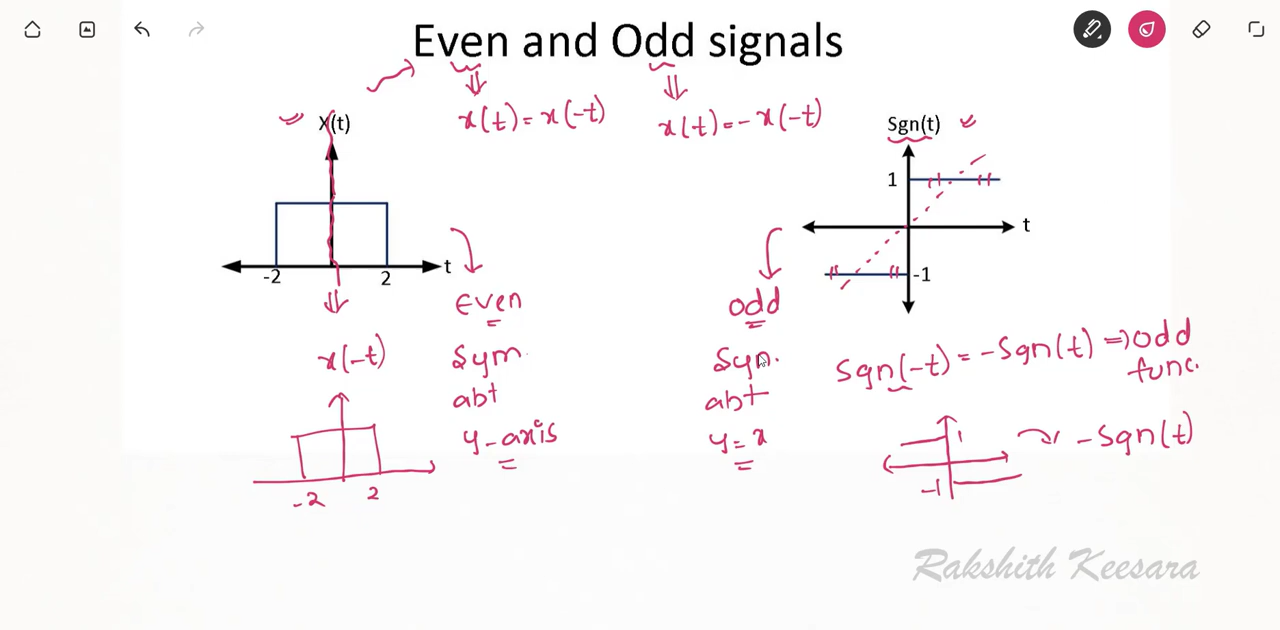 Even and Odd signals
x(t) = x(-t)
x(t) = -x(-t)
X(t)
-2
2
t
Even
Sym.
abt
y-axis
x(-t)
-2
2
Sgn(t)
1
t
-1
odd
Sym.
abt
y = x
Sgn(-t) = -Sgn(t) => odd
func.
1
-1
-Sgn(t)
Rakshith Keesara